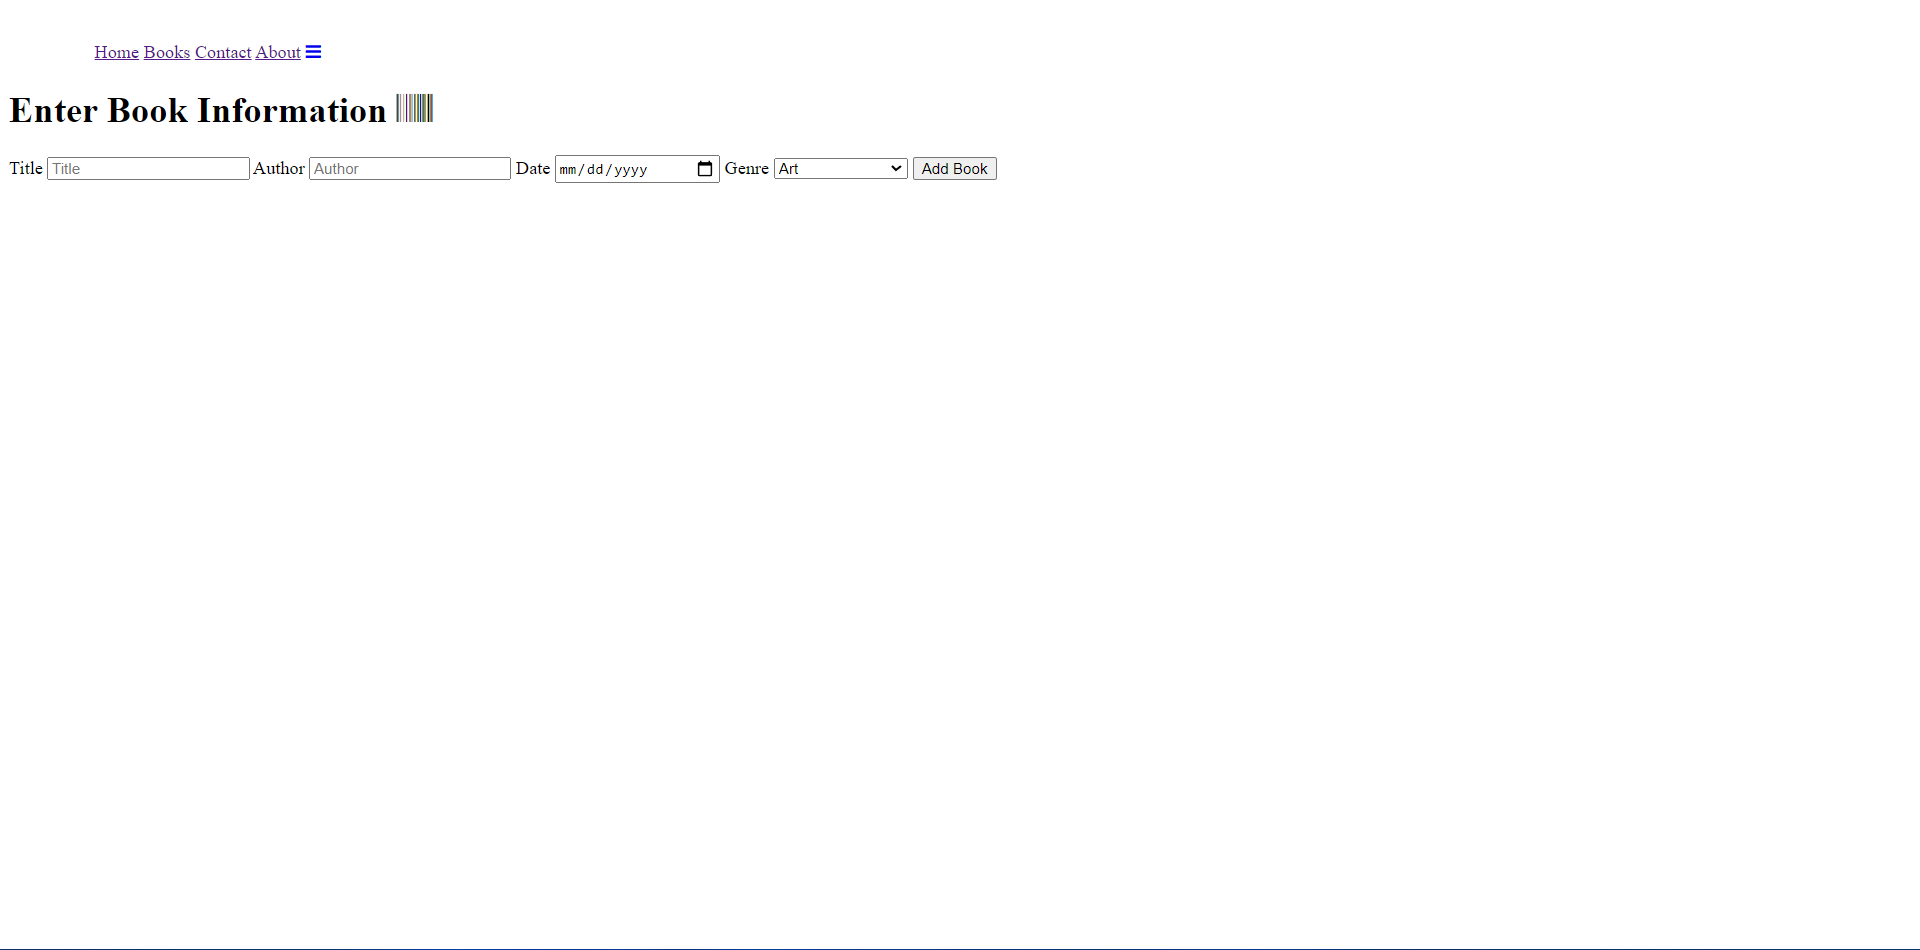 Home Books Contact About
Enter Book Information
Title Title Author Author Date mm/dd/yyyy Genre Art Add Book